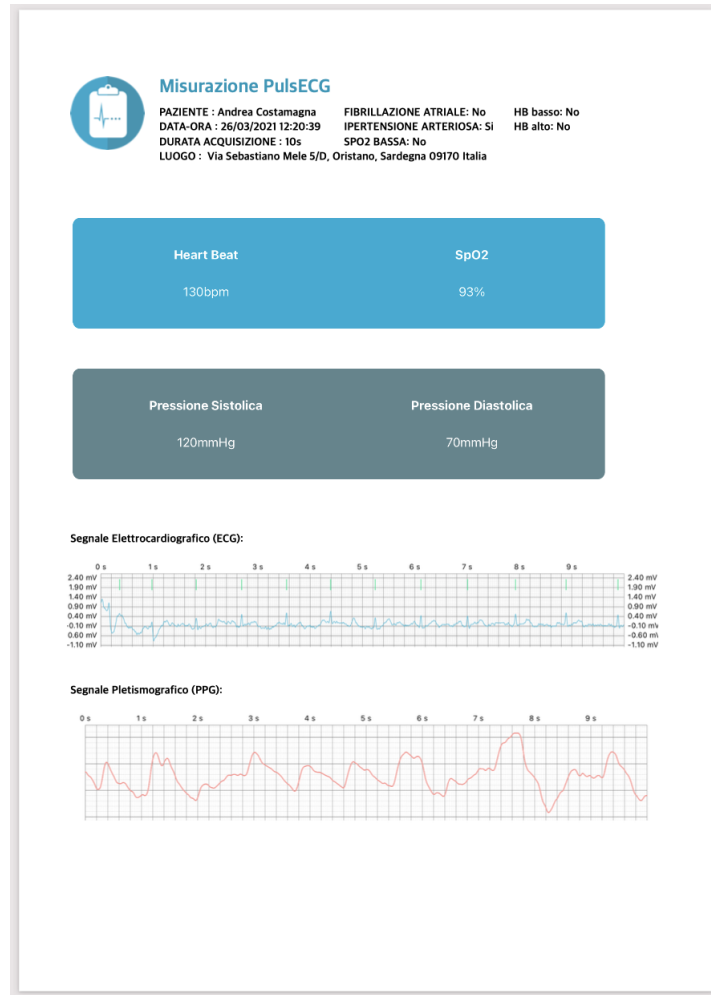 Misurazione PulsECG
PAZIENTE : Andrea Costamagna FIBRILLAZIONE ATRIALE: No HB basso: No
DATA-ORA : 26/03/2021 12:20:39 IPERTENSIONE ARTERIOSA: Si HB alto: No
DURATA ACQUISIZIONE : 10s SPO2 BASSA: No
LUOGO : Via Sebastiano Mele 5/D, Oristano, Sardegna 09170 Italia
Heart Beat SpO2
130bpm 93%
Pressione Sistolica Pressione Diastolica
120mmHg 70mmHg
Segnale Elettrocardiografico (ECG):
0 s 1 s 2 s 3 s 4 s 5 s 6 s 7 s 8 s 9 s
2.40 mV 2.40 mV
1.90 mV 1.90 mV
1.40 mV 1.40 mV
0.90 mV 0.90 mV
0.40 mV 0.40 mV
-0.10 mV -0.10 mV
0.60 mV -0.60 mV
-1.10 mV -1.10 mV
Segnale Pletismografico (PPG):
0 s 1 s 2 s 3 s 4 s 5 s 6 s 7 s 8 s 9 s